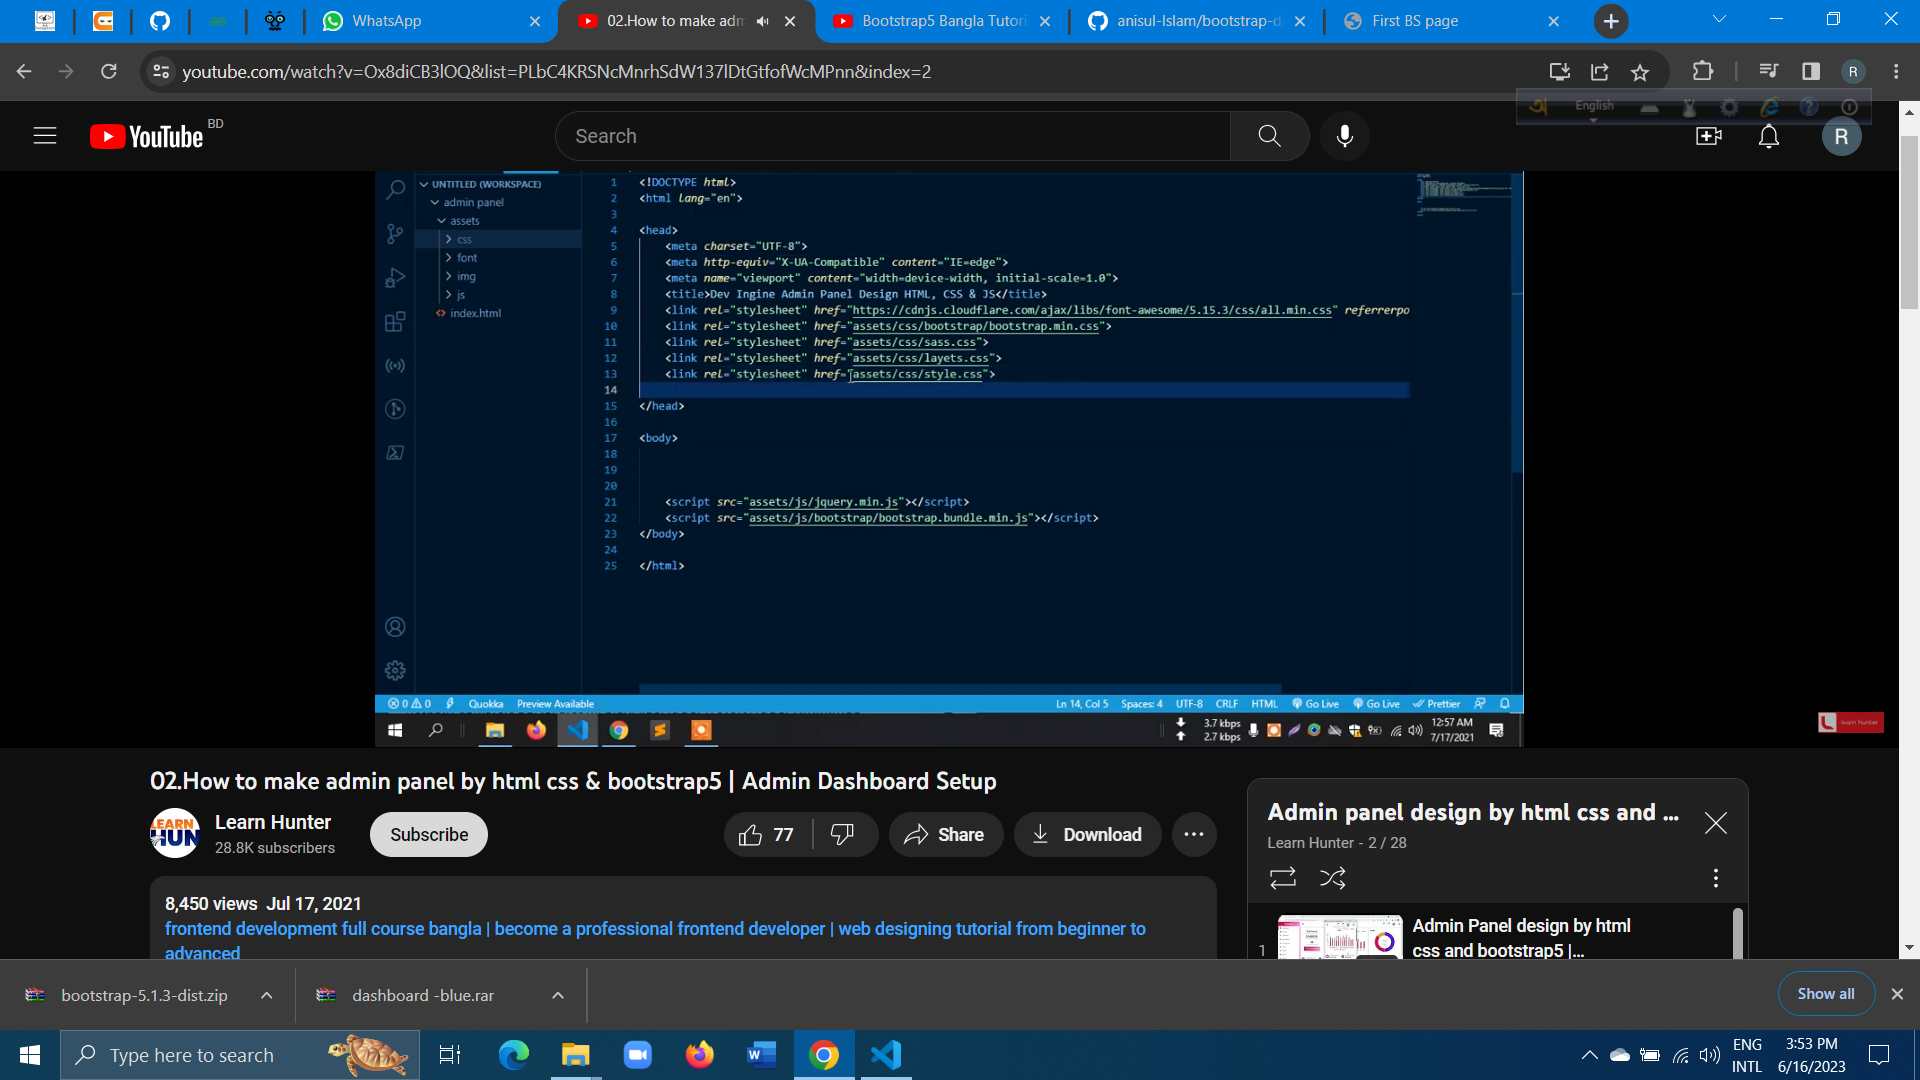 WhatsApp
02.How to make adm
Bootstrap5 Bangla Tutori
anisul-Islam/bootstrap-d
First BS page
youtube.com/watch?v=Ox8diCB3lOQ&list=PLbC4KRSNcMnrhSdW137lDtGtfofWcMPnn&index=2
R
English
YouTube BD
Search
R
UNTITLED (WORKSPACE)
admin panel
assets
css
font
img
js
index.html
1 <!DOCTYPE html>
2 <html lang="en">
3
4 <head>
5 <meta charset="UTF-8">
6 <meta http-equiv="X-UA-Compatible" content="IE=edge">
7 <meta name="viewport" content="width=device-width, initial-scale=1.0">
8 <title>Dev Ingine Admin Panel Design HTML, CSS & JS</title>
9 <link rel="stylesheet" href="https://cdnjs.cloudflare.com/ajax/libs/font-awesome/5.15.3/css/all.min.css" referrerpo
10 <link rel="stylesheet" href="assets/css/bootstrap/bootstrap.min.css">
11 <link rel="stylesheet" href="assets/css/sass.css">
12 <link rel="stylesheet" href="assets/css/layets.css">
13 <link rel="stylesheet" href="assets/css/style.css">
14
15 </head>
16
17 <body>
18
19
20
21 <script src="assets/js/jquery.min.js"></script>
22 <script src="assets/js/bootstrap/bootstrap.bundle.min.js"></script>
23 </body>
24
25 </html>
0 0 Quokka Preview Available Ln 14, Col 5 Spaces: 4 UTF-8 CRLF HTML Go Live Go Live Prettier
3.7 kbps
2.7 kbps
12:57 AM
7/17/2021
learn hunter
02.How to make admin panel by html css & bootstrap5 | Admin Dashboard Setup
LEARN
HUN
Learn Hunter
28.8K subscribers
Subscribe
77
Share
Download
8,450 views Jul 17, 2021
frontend development full course bangla | become a professional frontend developer | web designing tutorial from beginner to
advanced
Admin panel design by html css and ...
Learn Hunter - 2 / 28
1
Admin Panel design by html
css and bootstrap5 |...
bootstrap-5.1.3-dist.zip
dashboard -blue.rar
Show all
Type here to search
ENG
INTL
3:53 PM
6/16/2023